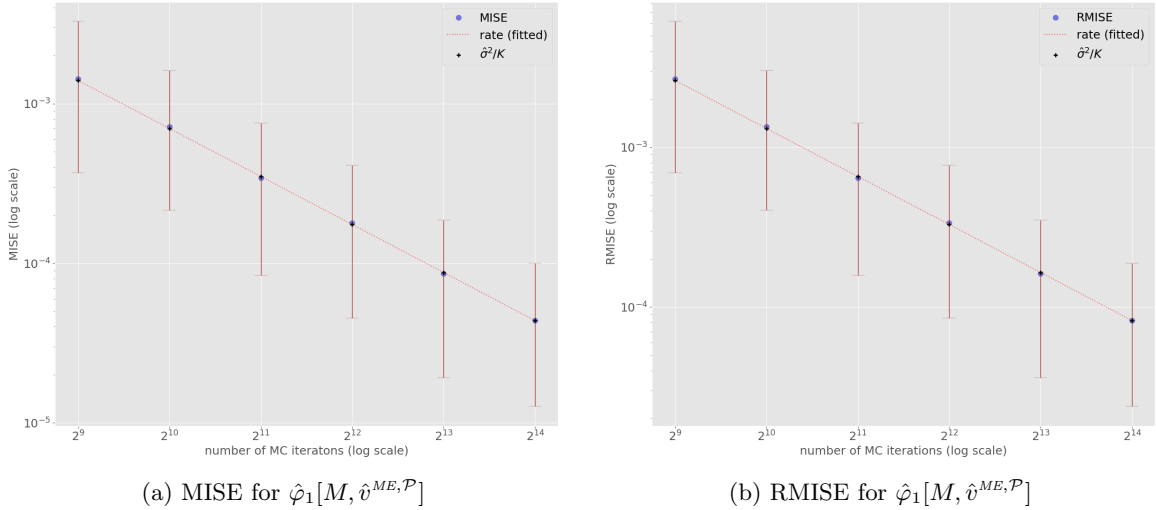 MISE
rate (fitted)
σ̂²/K
10⁻³
10⁻⁴
10⁻⁵
MISE (log scale)
2⁹ 2¹⁰ 2¹¹ 2¹² 2¹³ 2¹⁴
number of MC iteratons (log scale)
(a) MISE for φ̂₁[M, v̂^{ME,𝒫}]
RMISE
rate (fitted)
σ̂²/K
10⁻³
10⁻⁴
RMISE (log scale)
2⁹ 2¹⁰ 2¹¹ 2¹² 2¹³ 2¹⁴
number of MC iterations (log scale)
(b) RMISE for φ̂₁[M, v̂^{ME,𝒫}]